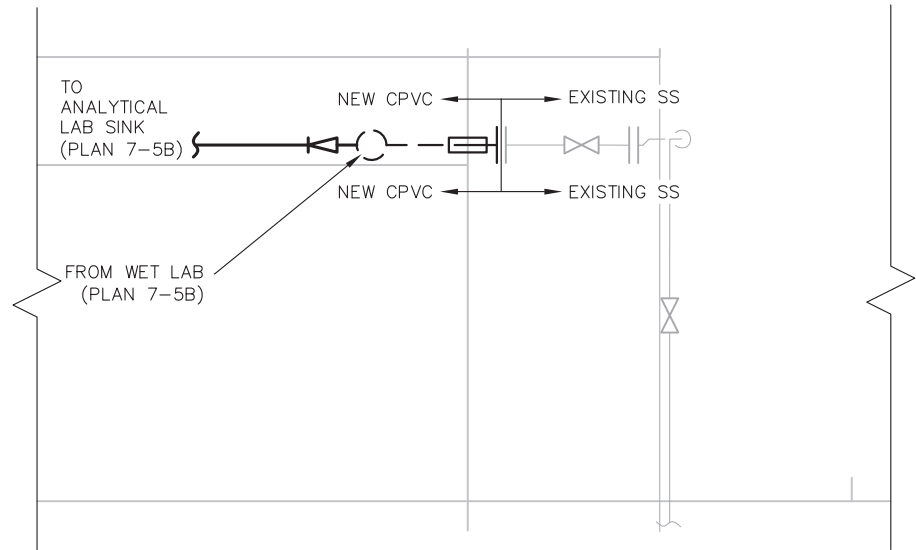 TO
ANALYTICAL
LAB SINK
(PLAN 7-5B)
NEW CPVC
EXISTING SS
NEW CPVC
EXISTING SS
FROM WET LAB
(PLAN 7-5B)